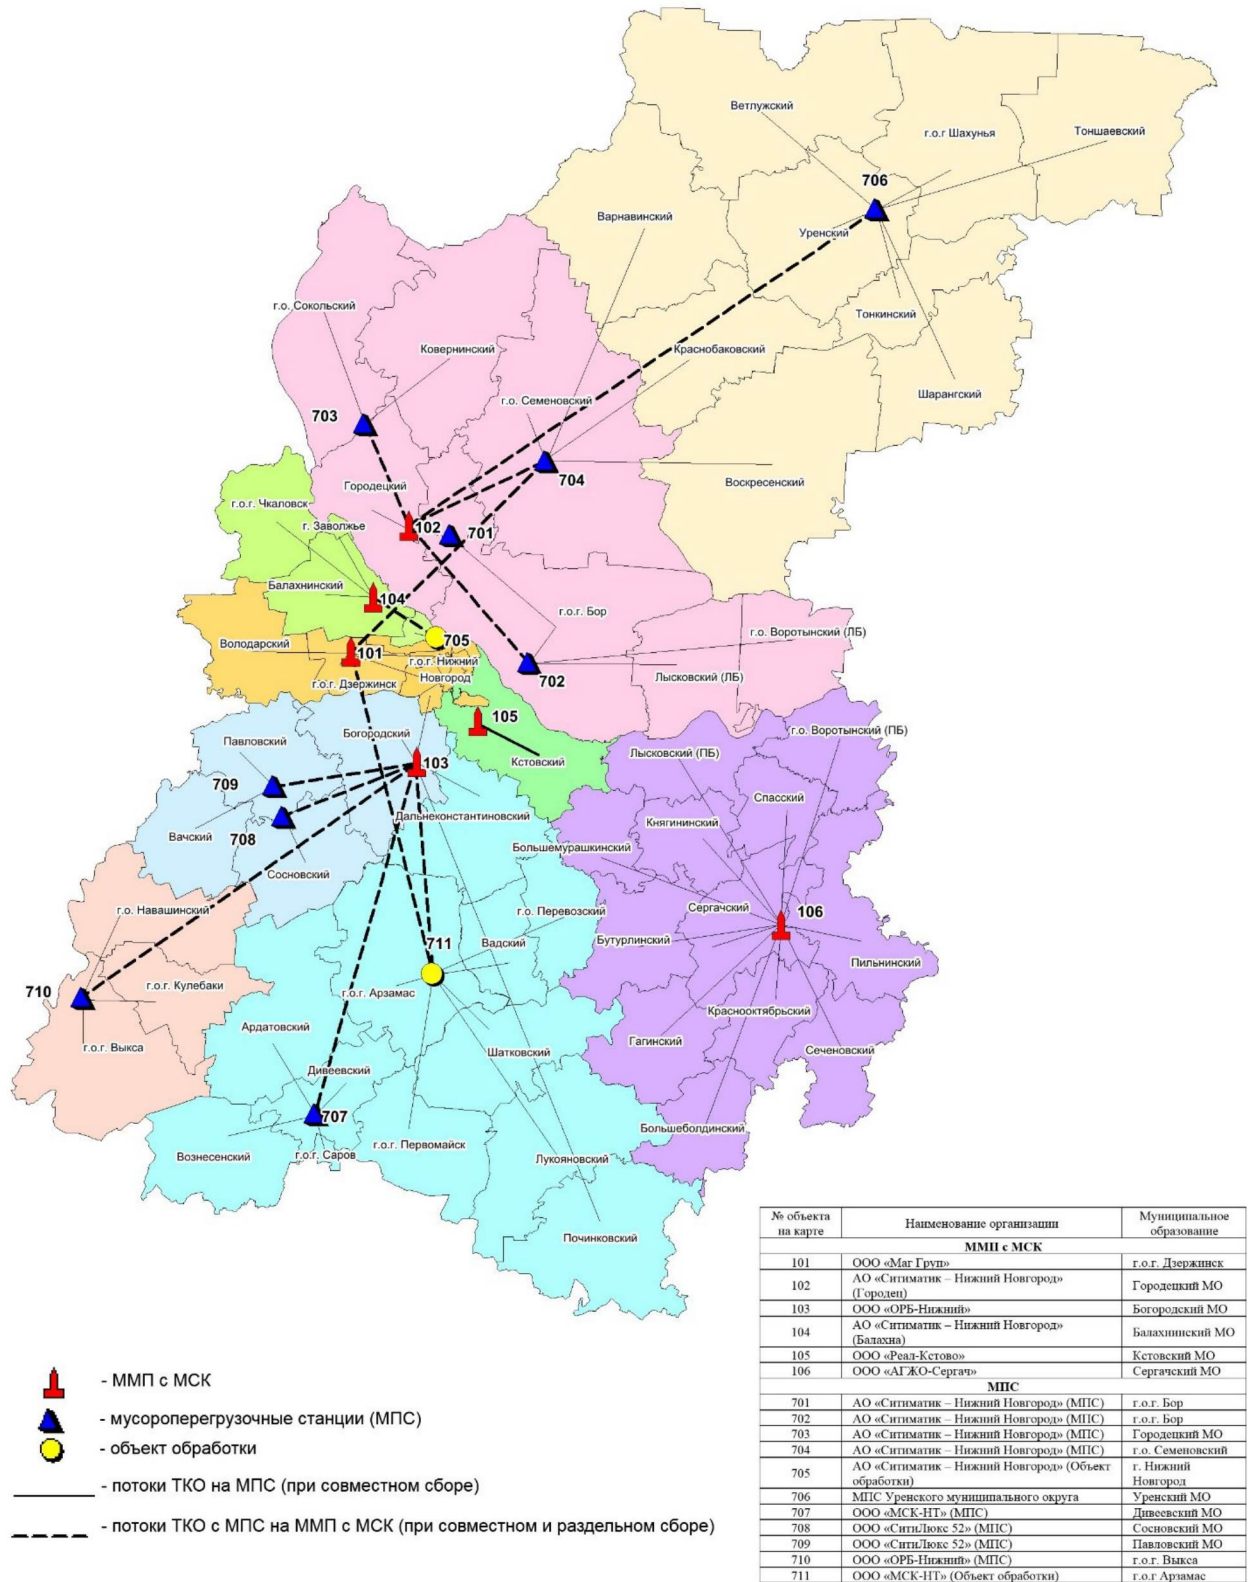 Ветлужский
г.о.г Шахунья
Тоншаевский
706
Варнавинский
Уренский
г.о. Сокольский
Тонкинский
Ковернинский
Краснобаковский
Шарангский
г.о. Семеновский
703
704
Городецкий
Воскресенский
г.о.г. Чкаловск
г. Заволжье
102
701
Балахнинский
104
г.о.г. Бор
г.о. Воротынский (ЛБ)
Володарский
101
705
г.о.г. Нижний
Новгород
г.о.г. Дзержинск
702
Лысковский (ЛБ)
105
Богородский
г.о. Воротынский (ПБ)
Павловский
Кстовский
Лысковский (ПБ)
103
709
Спасский
Дальнеконстантиновский
Княгининский
Вачский
708
Большемурашкинский
Сосновский
г.о. Навашинский
г.о. Перевозский
Сергачский
106
711
Вадский
Бутурлинский
Пильнинский
710
г.о.г. Кулебаки
г.о.г. Арзамас
Краснооктябрьский
Ардатовский
Гагинский
г.о.г. Выкса
Шатковский
Сеченовский
Дивеевский
707
Большеболдинский
Вознесенский
г.о.г. Саров
г.о.г. Первомайск
Лукояновский
Починковский
№ объекта на карте Наименование организации Муниципальное образование
ММП с МСК
101 ООО «Маг Груп» г.о.г. Дзержинск
102 АО «Ситиматик – Нижний Новгород» (Городец) Городецкий МО
103 ООО «ОРБ-Нижний» Богородский МО
104 АО «Ситиматик – Нижний Новгород» (Балахна) Балахнинский МО
105 ООО «Реал-Кстово» Кстовский МО
106 ООО «АГЖО-Сергач» Сергачский МО
МПС
701 АО «Ситиматик – Нижний Новгород» (МПС) г.о.г. Бор
702 АО «Ситиматик – Нижний Новгород» (МПС) г.о.г. Бор
703 АО «Ситиматик – Нижний Новгород» (МПС) Городецкий МО
704 АО «Ситиматик – Нижний Новгород» (МПС) г.о. Семеновский
705 АО «Ситиматик – Нижний Новгород» (Объект обработки) г. Нижний Новгород
706 МПС Уренского муниципального округа Уренский МО
707 ООО «МСК-НТ» (МПС) Дивеевский МО
708 ООО «СитиЛюкс 52» (МПС) Сосновский МО
709 ООО «СитиЛюкс 52» (МПС) Павловский МО
710 ООО «ОРБ-Нижний» (МПС) г.о.г. Выкса
711 ООО «МСК-НТ» (Объект обработки) г.о.г Арзамас
- ММП с МСК
- мусороперегрузочные станции (МПС)
- объект обработки
- потоки ТКО на МПС (при совместном сборе)
- потоки ТКО с МПС на ММП с МСК (при совместном и раздельном сборе)